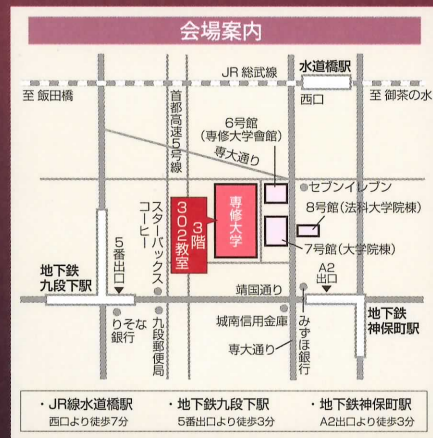 会場案内
JR 総武線
水道橋駅
至 飯田橋
西口
至 御茶の水
首都高速5号線
6号館
(専修大学會館)
専大通り
セブンイレブン
8号館(法科大学院棟)
7号館(大学院棟)
専修大学
3階
302教室
スターバックス
コーヒー
5番出口
地下鉄
九段下駅
靖国通り
A2
出口
りそな
銀行
九段郵便局
城南信用金庫
専大通り
みずほ銀行
地下鉄
神保町駅
・JR線水道橋駅
西口より徒歩7分
・地下鉄九段下駅
5番出口より徒歩3分
・地下鉄神保町駅
A2出口より徒歩3分